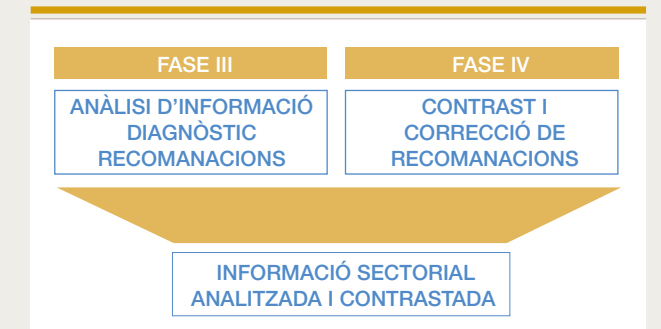 FASE III
ANÀLISI D’INFORMACIÓ
DIAGNÒSTIC
RECOMANACIONS
FASE IV
CONTRAST I
CORRECCIÓ DE
RECOMANACIONS
INFORMACIÓ SECTORIAL
ANALITZADA I CONTRASTADA